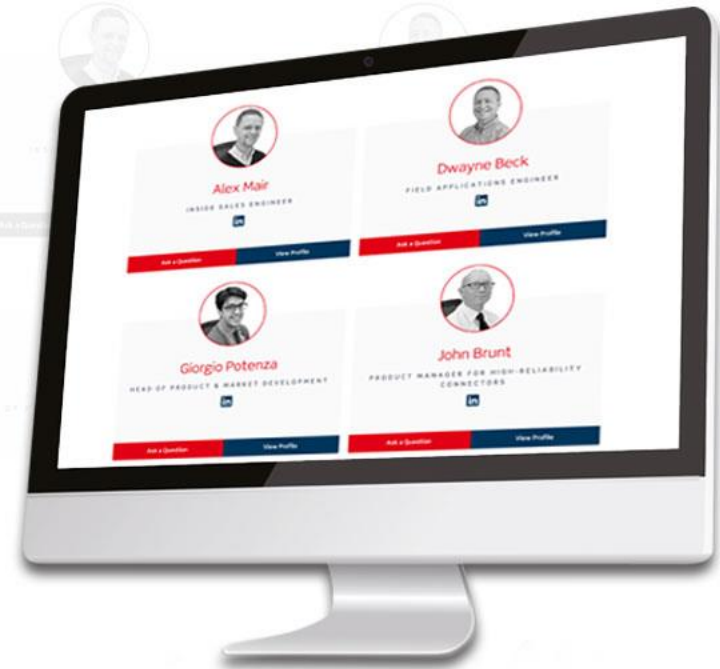 Alex Mair
INSIDE SALES ENGINEER
in
Ask a Question
View Profile
Dwayne Beck
FIELD APPLICATIONS ENGINEER
in
Ask a Question
View Profile
Giorgio Potenza
HEAD OF PRODUCT & MARKET DEVELOPMENT
in
Ask a Question
View Profile
John Brunt
PRODUCT MANAGER FOR HIGH-RELIABILITY
CONNECTORS
in
Ask a Question
View Profile